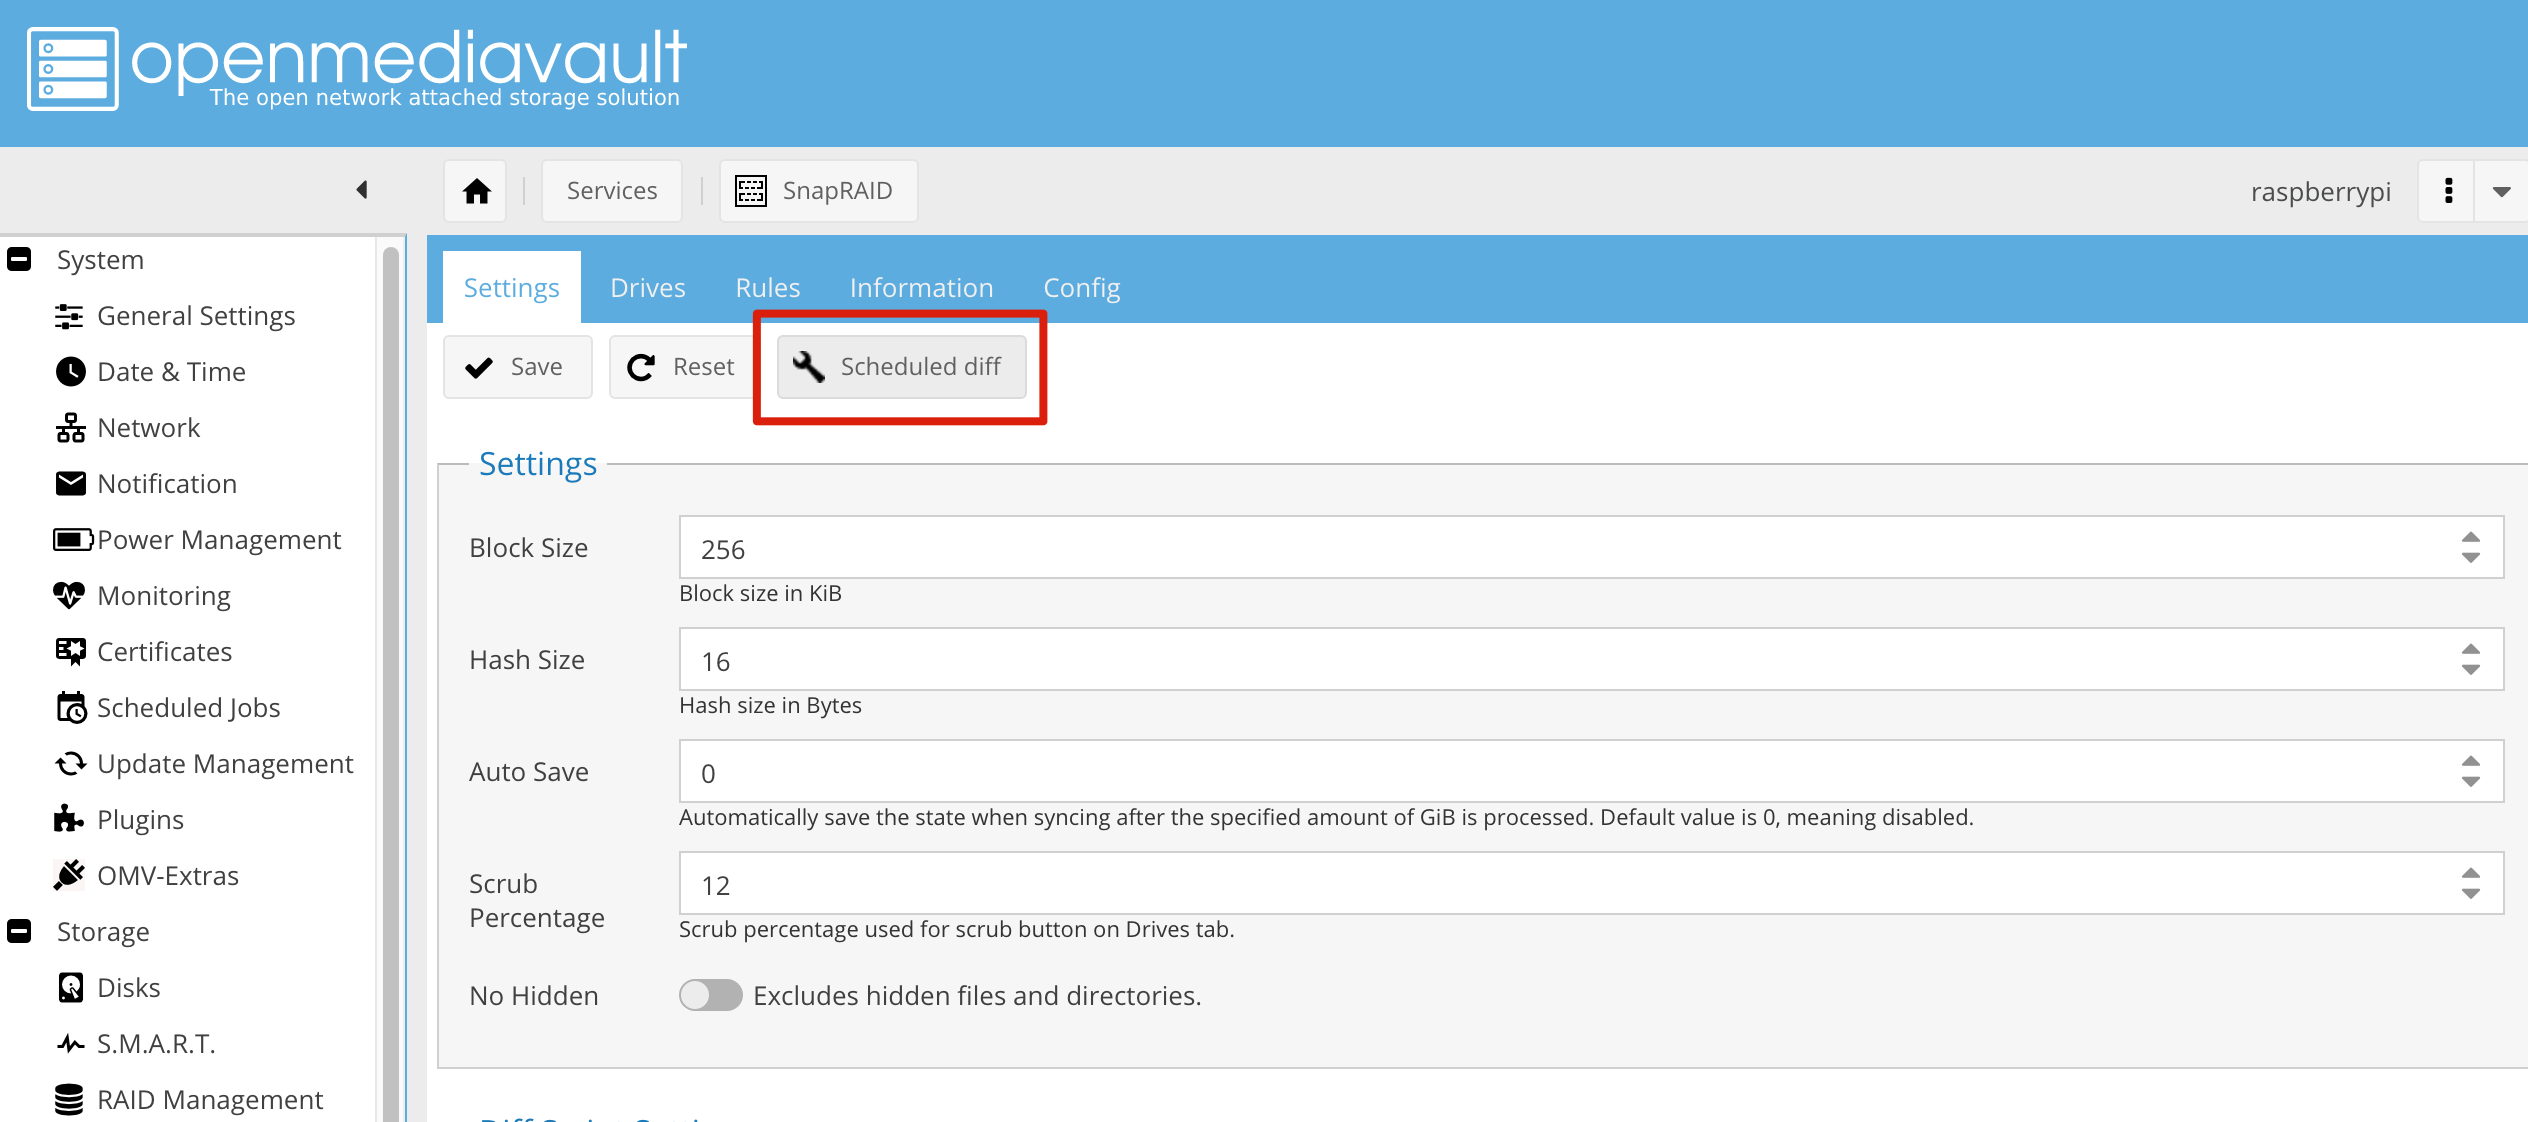 openmediavault
The open network attached storage solution
Services
SnapRAID
raspberrypi
System
General Settings
Date & Time
Network
Notification
Power Management
Monitoring
Certificates
Scheduled Jobs
Update Management
Plugins
OMV-Extras
Storage
Disks
S.M.A.R.T.
RAID Management
Settings Drives Rules Information Config
Save Reset Scheduled diff
Settings
Block Size
256
Block size in KiB
Hash Size
16
Hash size in Bytes
Auto Save
0
Automatically save the state when syncing after the specified amount of GiB is processed. Default value is 0, meaning disabled.
Scrub
Percentage
12
Scrub percentage used for scrub button on Drives tab.
No Hidden
Excludes hidden files and directories.